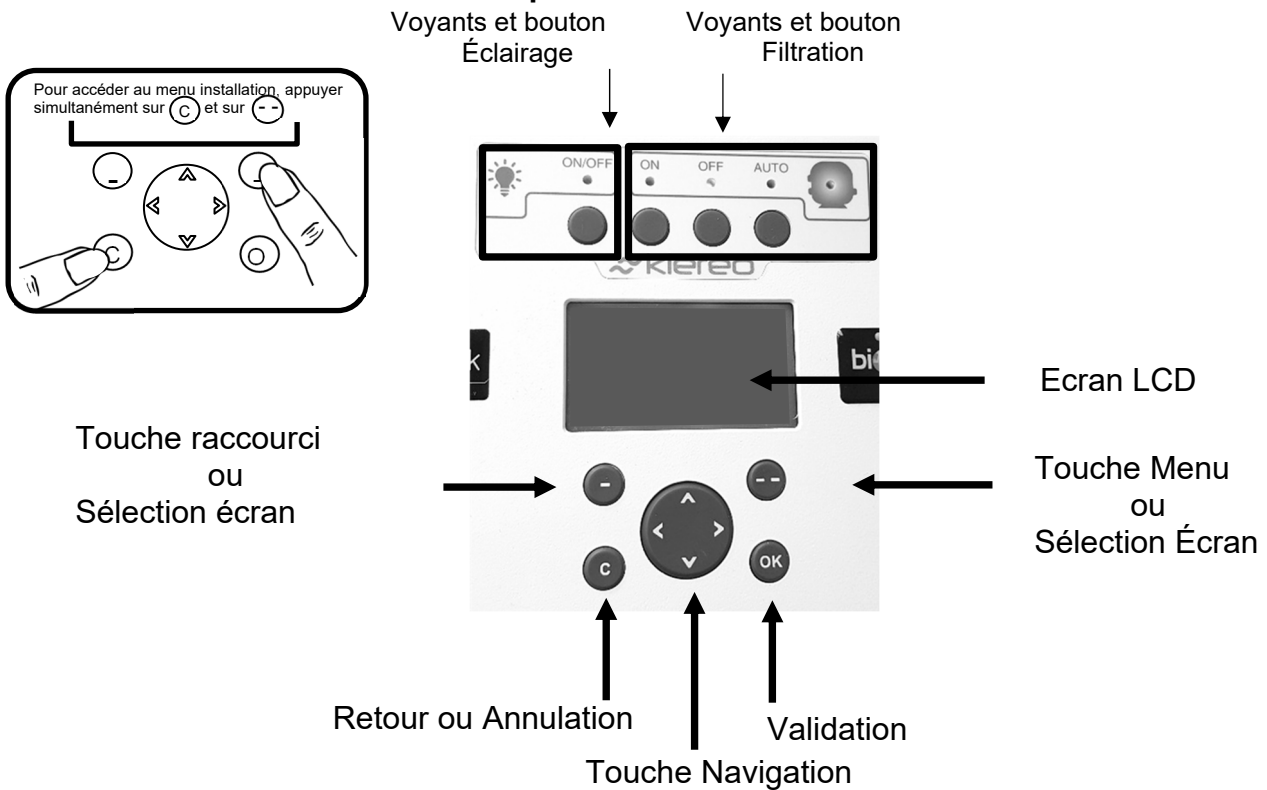 Voyants et bouton
Éclairage
Voyants et bouton
Filtration
Pour accéder au menu installation, appuyer
simultanément sur C et sur - -
-
C
O
ON/OFF
ON
OFF
AUTO
klereo
K
bi
Ecran LCD
Touche raccourci
ou
Sélection écran
Touche Menu
ou
Sélection Écran
-
- -
C
OK
Retour ou Annulation
Validation
Touche Navigation